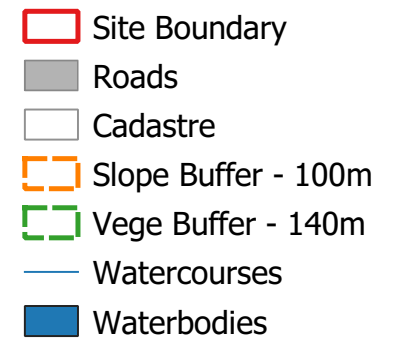 Site Boundary
Roads
Cadastre
Slope Buffer - 100m
Vege Buffer - 140m
Watercourses
Waterbodies